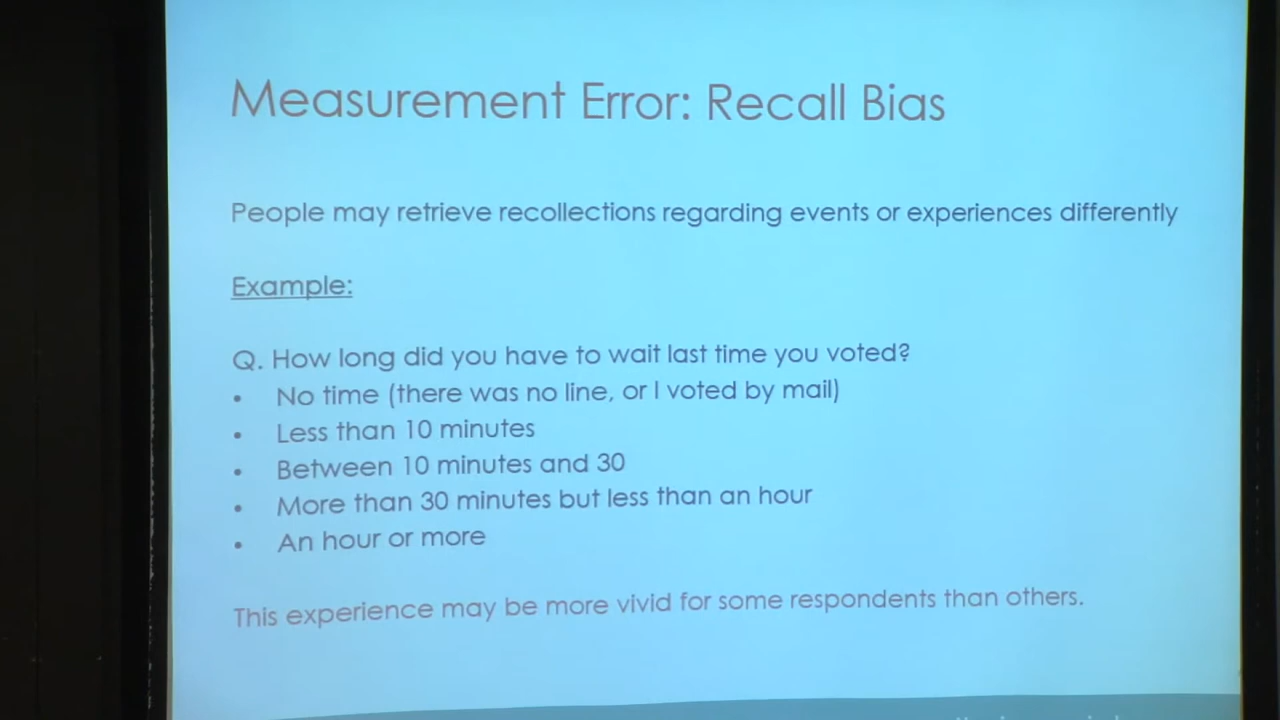 Measurement Error: Recall Bias
People may retrieve recollections regarding events or experiences differently
Example:
Q. How long did you have to wait last time you voted?
• No time (there was no line, or I voted by mail)
• Less than 10 minutes
• Between 10 minutes and 30
• More than 30 minutes but less than an hour
• An hour or more
This experience may be more vivid for some respondents than others.